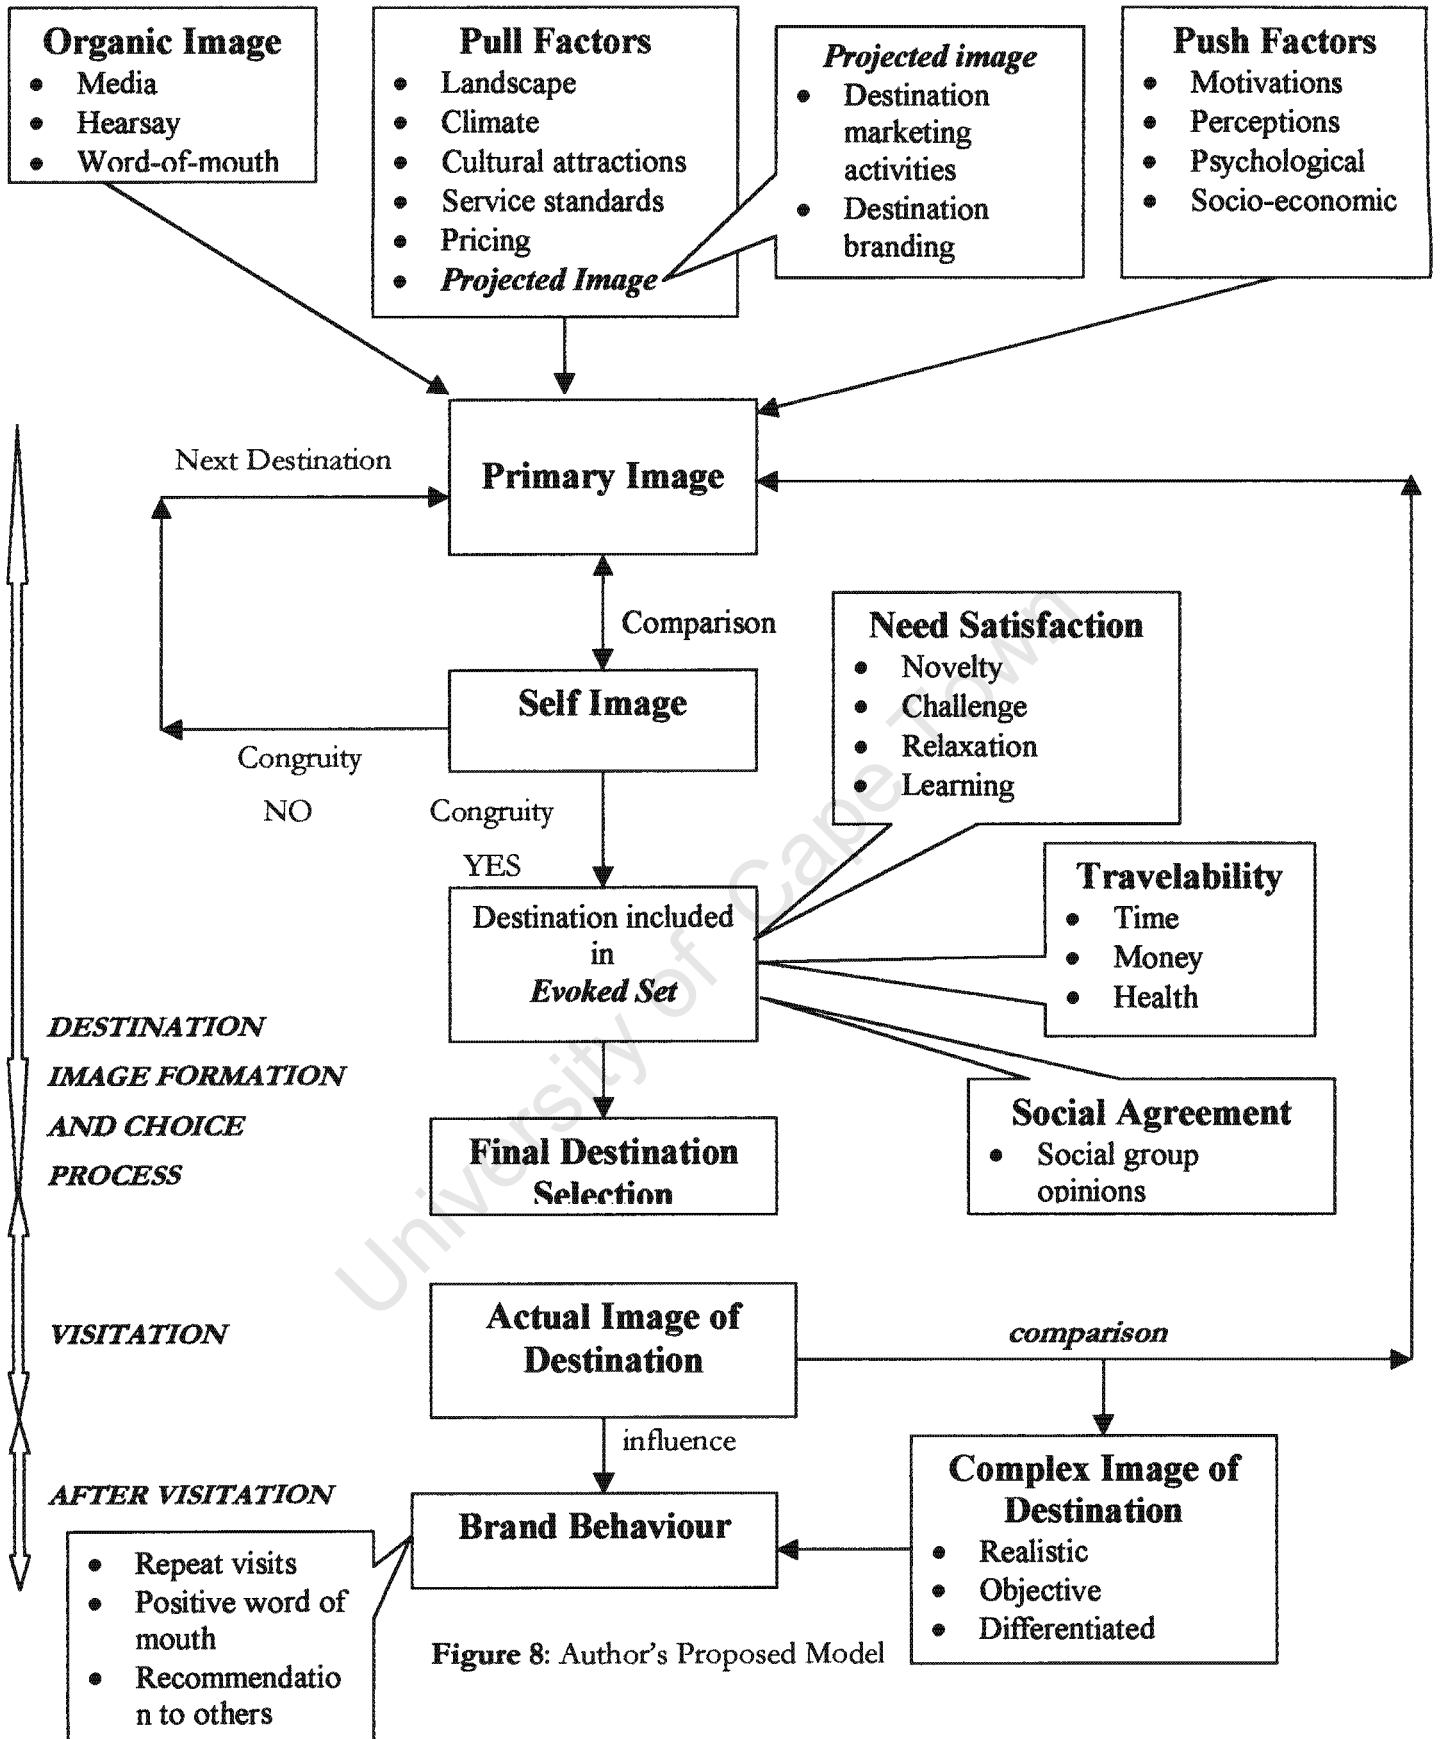 Organic Image
• Media
• Hearsay
• Word-of-mouth
Pull Factors
• Landscape
• Climate
• Cultural attractions
• Service standards
• Pricing
• Projected Image
Projected image
• Destination
marketing
activities
• Destination
branding
Push Factors
• Motivations
• Perceptions
• Psychological
• Socio-economic
Next Destination
Primary Image
Comparison
Self Image
Congruity
NO
Congruity
YES
Need Satisfaction
• Novelty
• Challenge
• Relaxation
• Learning
Destination included
in
Evoked Set
Travelability
• Time
• Money
• Health
Social Agreement
• Social group
opinions
DESTINATION
IMAGE FORMATION
AND CHOICE
PROCESS
Final Destination
Selection
VISITATION
Actual Image of
Destination
comparison
influence
AFTER VISITATION
Brand Behaviour
Complex Image of
Destination
• Realistic
• Objective
• Differentiated
• Repeat visits
• Positive word of
mouth
• Recommendatio
n to others
Figure 8: Author's Proposed Model
University of Cape Town